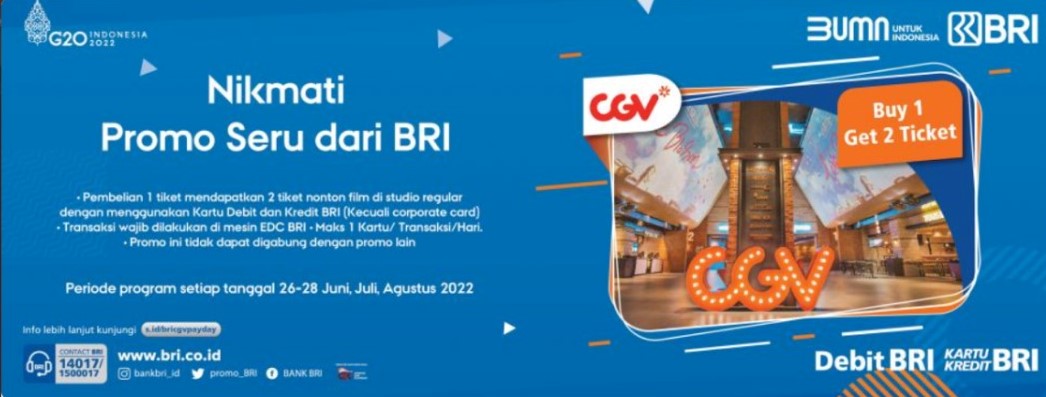 G20 INDONESIA
2022
BUMN UNTUK
INDONESIA
BRI
Nikmati
Promo Seru dari BRI
• Pembelian 1 tiket mendapatkan 2 tiket nonton film di studio regular
dengan menggunakan Kartu Debit dan Kredit BRI (Kecuali corporate card)
• Transaksi wajib dilakukan di mesin EDC BRI • Maks 1 Kartu/ Transaksi/Hari.
• Promo ini tidak dapat digabung dengan promo lain
Periode program setiap tanggal 26-28 Juni, Juli, Agustus 2022
CGV
Buy 1
Get 2 Ticket
CGV
Info lebih lanjut kunjungi s.id/bricgvpayday
CONTACT BRI
14017/
1500017
www.bri.co.id
bankbri_id promo_BRI BANK BRI
Debit BRI KARTU KREDIT BRI